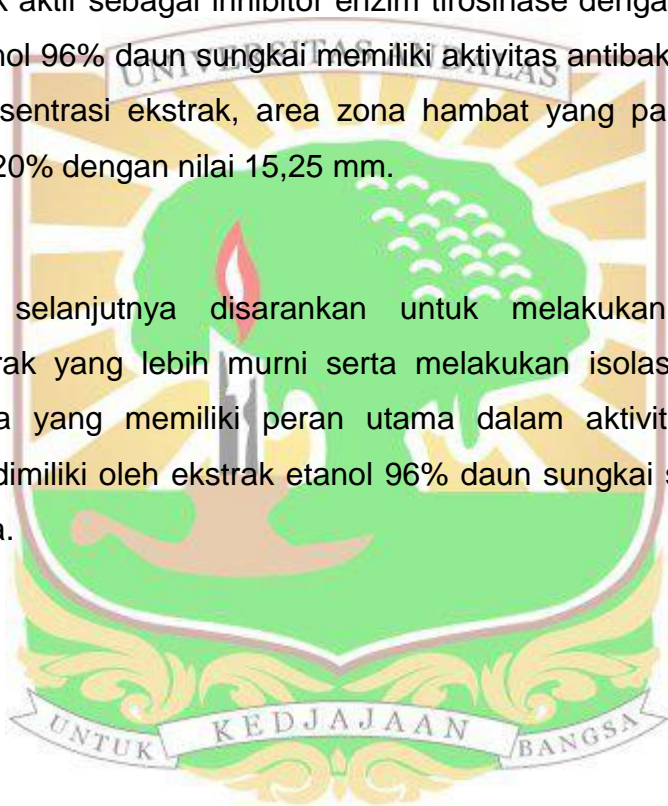 k aktif sebagai inhibitor enzim tirosinase denga
nol 96% daun sungkai memiliki aktivitas antibak
UNIVERSITAS ANDALAS
sentrasi ekstrak, area zona hambat yang pa
20% dengan nilai 15,25 mm.
selanjutnya disarankan untuk melakukan
rak yang lebih murni serta melakukan isolas
a yang memiliki peran utama dalam aktivit
dimiliki oleh ekstrak etanol 96% daun sungkai s
a.
UNTUK KEDJAJAAN BANGSA